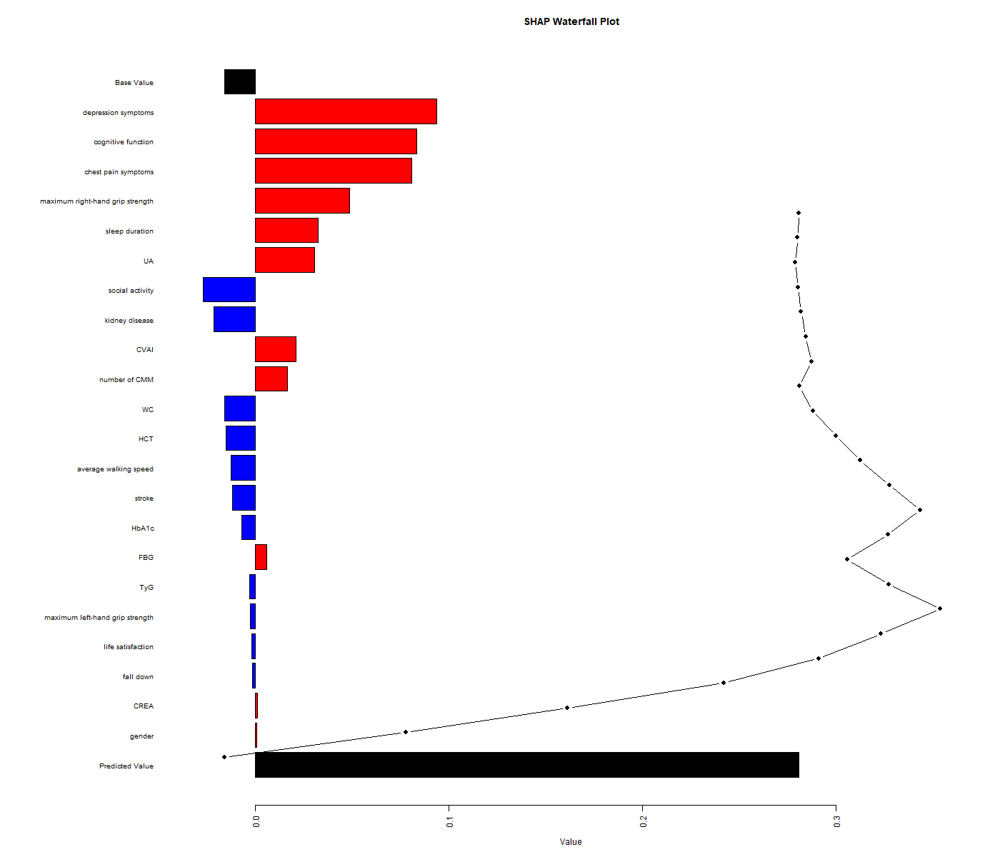 SHAP Waterfall Plot
Base Value
depression symptoms
cognitive function
chest pain symptoms
maximum right-hand grip strength
sleep duration
UA
social activity
kidney disease
CVAI
number of CMM
WC
HCT
average walking speed
stroke
HbA1c
FBG
TyG
maximum left-hand grip strength
life satisfaction
fall down
CREA
gender
Predicted Value
0.0
0.1
0.2
0.3
Value